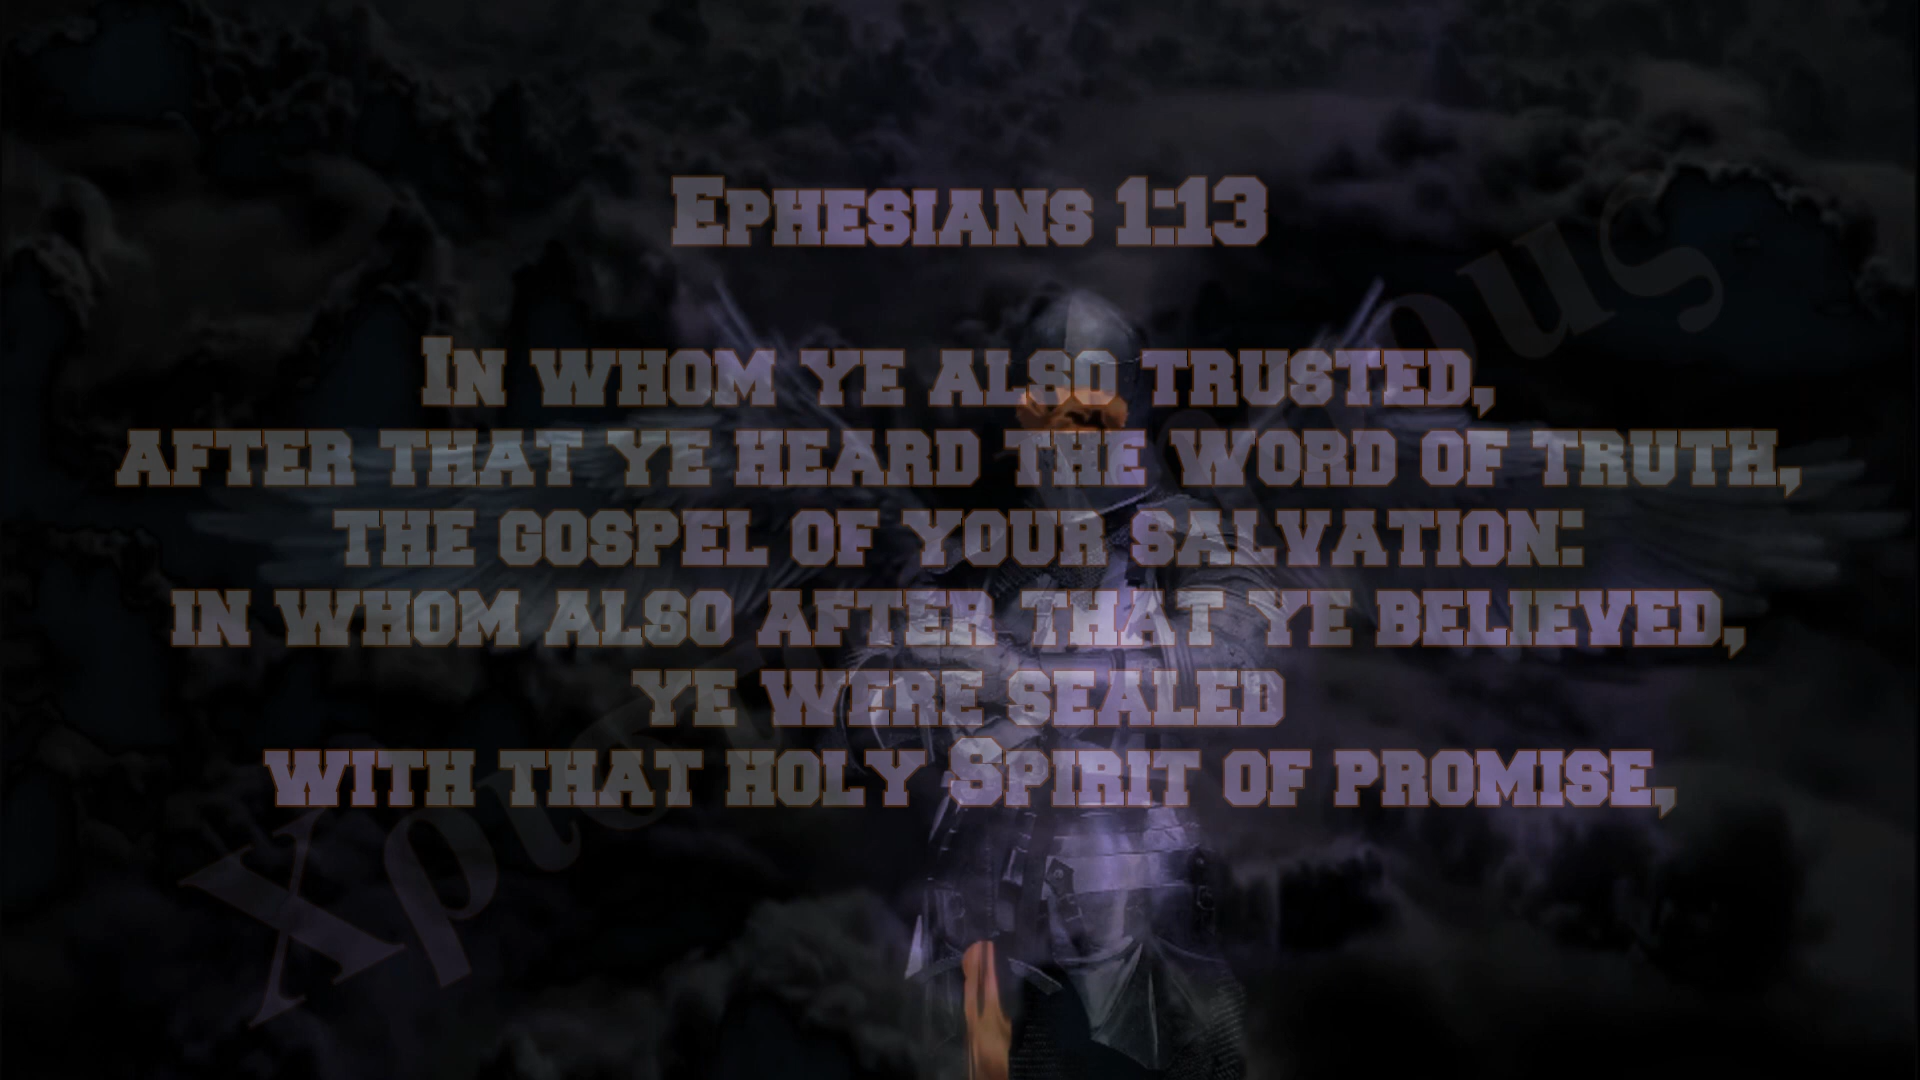 Ephesians 1:13
In whom ye also trusted,
after that ye heard the word of truth,
the gospel of your salvation:
in whom also after that ye believed,
ye were sealed
with that holy Spirit of promise,